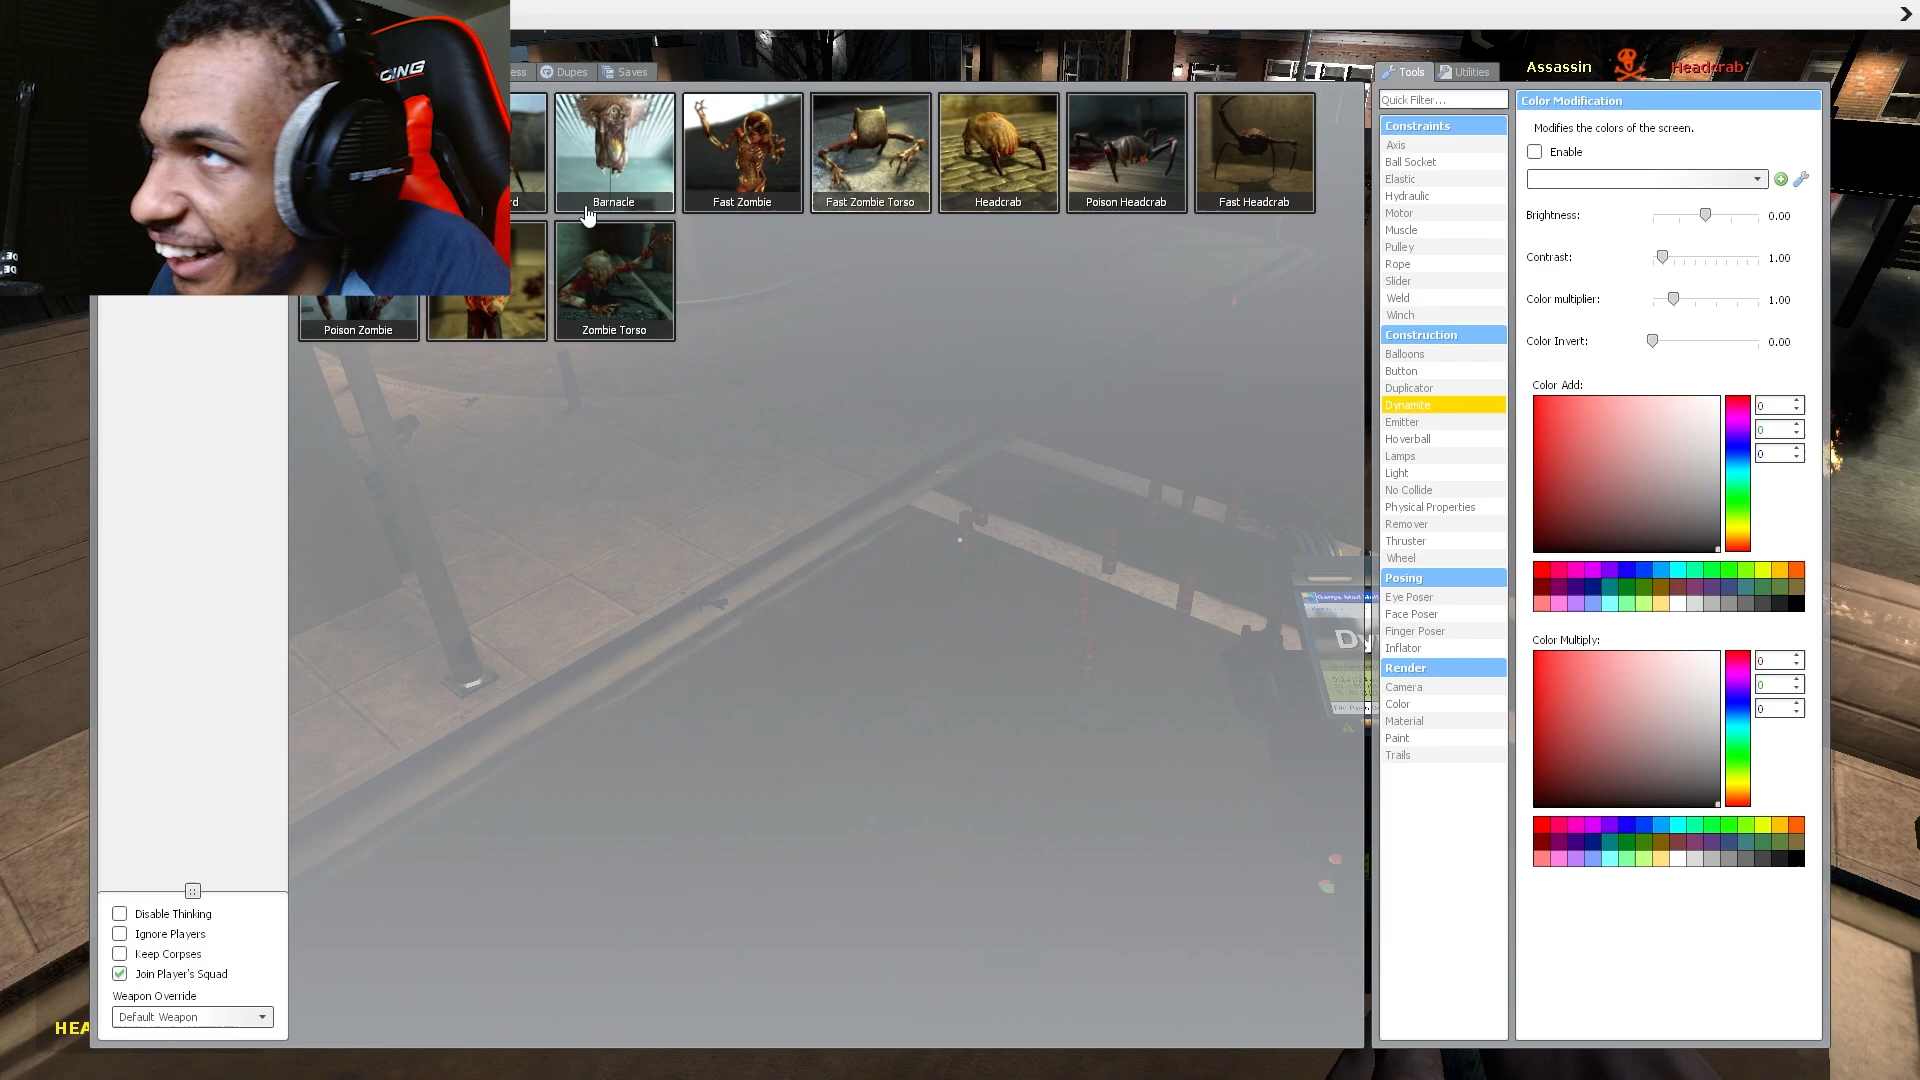 GING
ess
Dupes
Saves
Tools
Utilities
Assassin
Headcrab
Quick Filter...
Color Modification
Constraints
Axis
Ball Socket
Elastic
Hydraulic
Motor
Muscle
Pulley
Rope
Slider
Weld
Winch
Construction
Balloons
Button
Duplicator
Dynamite
Emitter
Hoverball
Lamps
Light
No Collide
Physical Properties
Remover
Thruster
Wheel
Posing
Eye Poser
Face Poser
Finger Poser
Inflator
Render
Camera
Color
Material
Paint
Trails
Modifies the colors of the screen.
Enable
Brightness:
0.00
Contrast:
1.00
Color multiplier:
1.00
Color Invert:
0.00
Color Add:
0
0
0
Color Multiply:
0
0
0
rd
Barnacle
Fast Zombie
Fast Zombie Torso
Headcrab
Poison Headcrab
Fast Headcrab
Poison Zombie
Zombie Torso
Dy
Disable Thinking
Ignore Players
Keep Corpses
Join Player's Squad
Weapon Override
Default Weapon
HEA